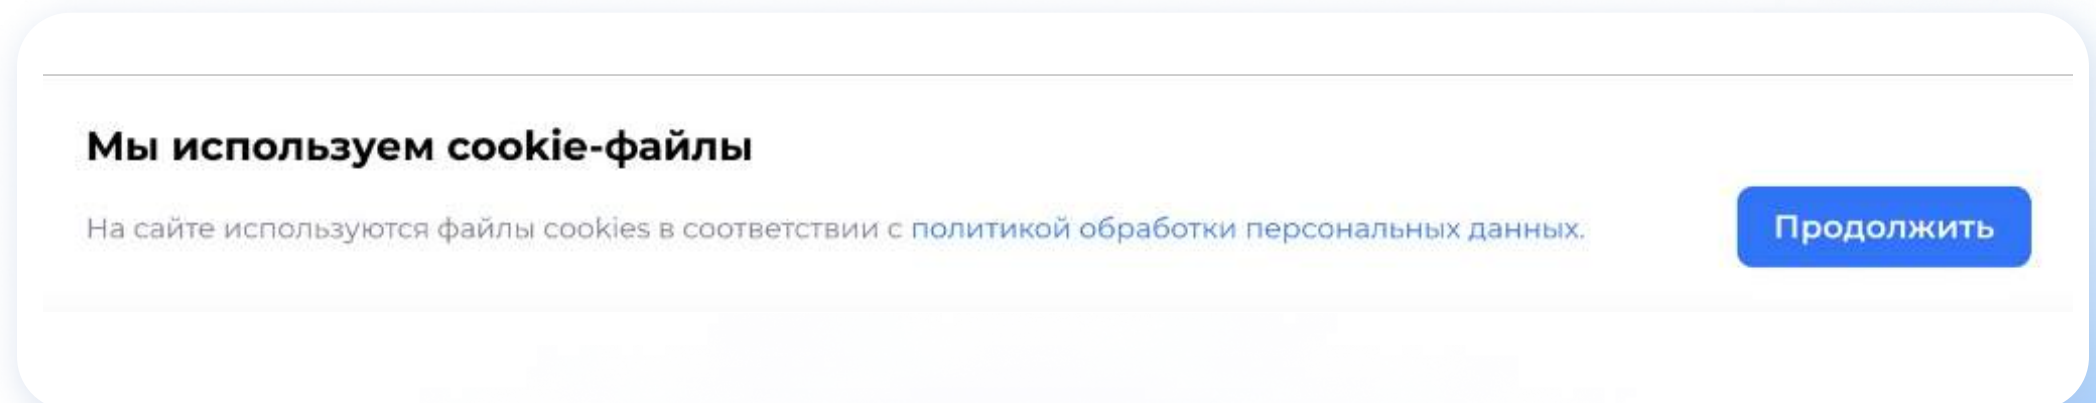 Мы используем cookie-файлы
На сайте используются файлы cookies в соответствии с политикой обработки персональных данных.
Продолжить